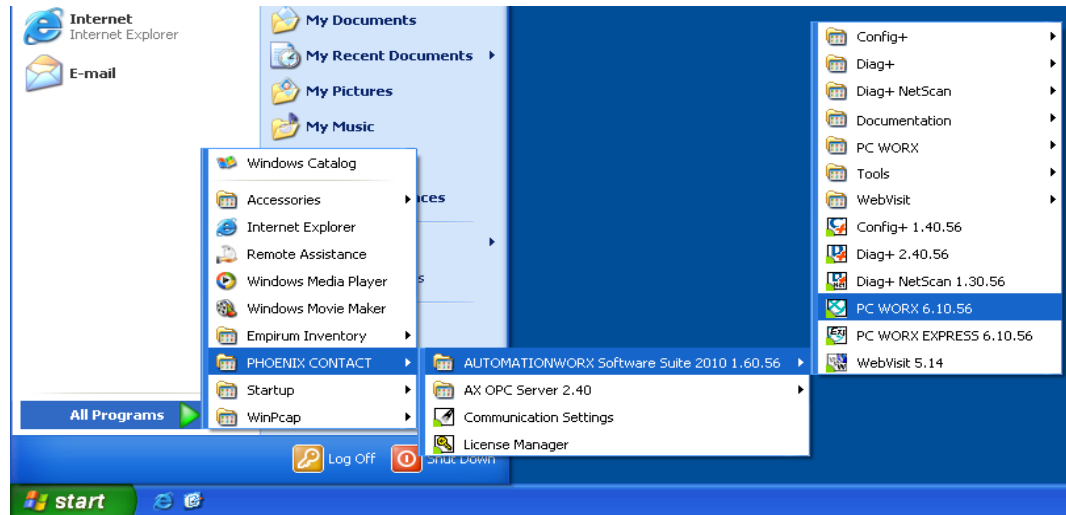 Internet
Internet Explorer
E-mail
My Documents
My Recent Documents
My Pictures
My Music
Windows Catalog
Accessories
Internet Explorer
Remote Assistance
Windows Media Player
Windows Movie Maker
Empirum Inventory
PHOENIX CONTACT
Startup
WinPcap
AUTOMATIONWORX Software Suite 2010 1.60.56
AX OPC Server 2.40
Communication Settings
License Manager
Config+
Diag+
Diag+ NetScan
Documentation
PC WORX
Tools
WebVisit
Config+ 1.40.56
Diag+ 2.40.56
Diag+ NetScan 1.30.56
PC WORX 6.10.56
PC WORX EXPRESS 6.10.56
WebVisit 5.14
All Programs
Log Off
Shut Down
start